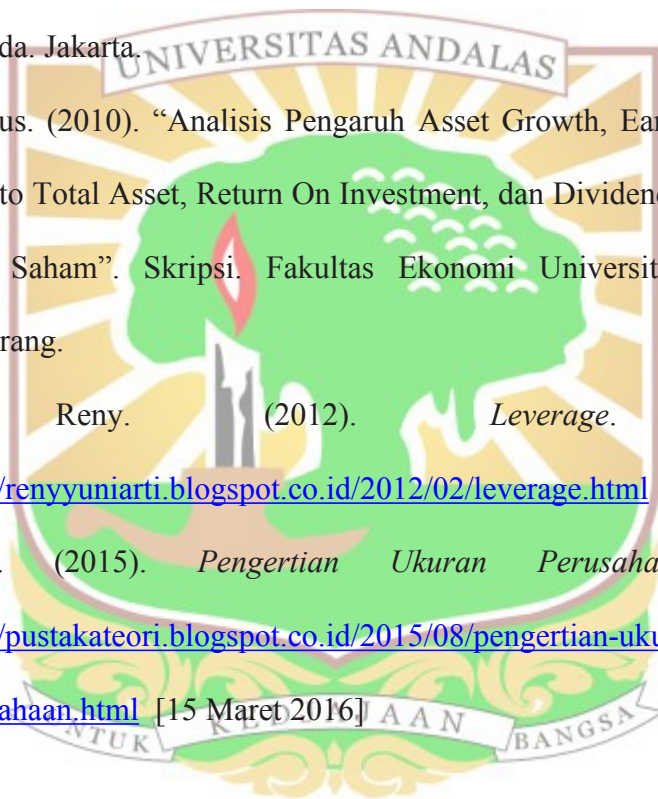 da. Jakarta.
UNIVERSITAS ANDALAS
us. (2010). “Analisis Pengaruh Asset Growth, Ear
to Total Asset, Return On Investment, dan Dividend
Saham”. Skripsi. Fakultas Ekonomi Universit
rang.
Reny. (2012). Leverage.
/renyyuniarti.blogspot.co.id/2012/02/leverage.html
. (2015). Pengertian Ukuran Perusaha
/pustakateori.blogspot.co.id/2015/08/pengertian-uku
ahaan.html [15 Maret 2016]
UNTUK KEDJAJAAN BANGSA